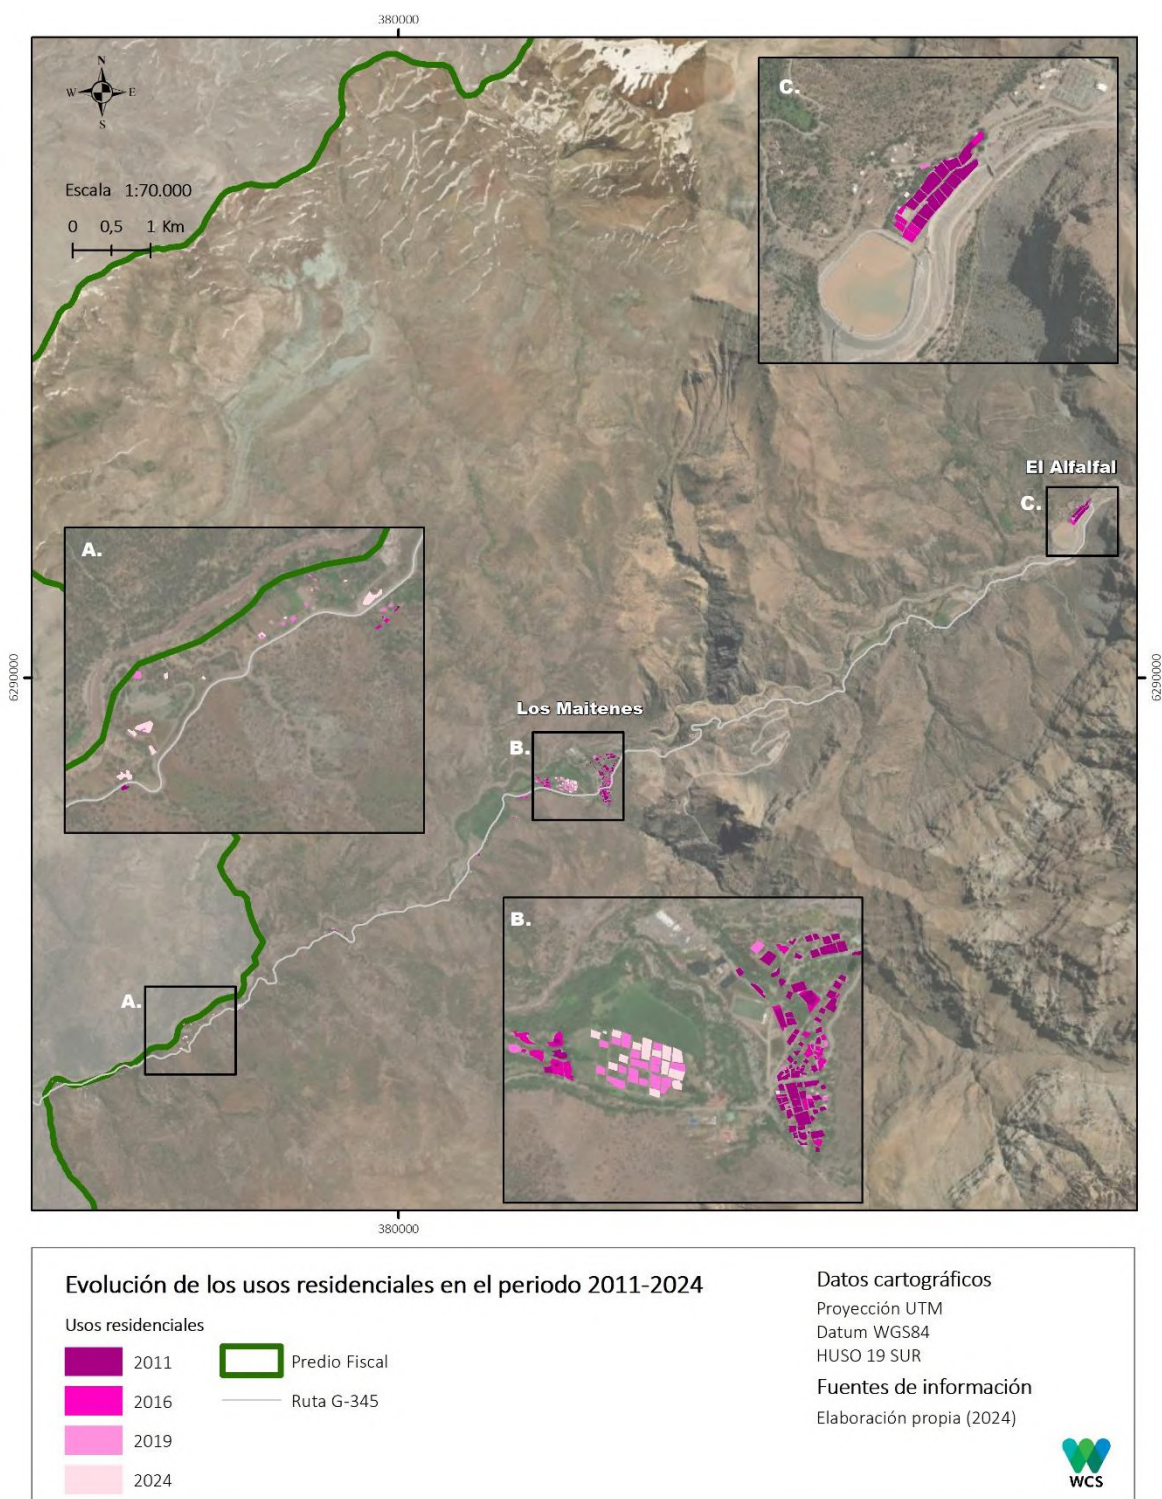 380000
N
W E
S
C.
Escala 1:70.000
0 0,5 1 Km
El Alfalfal
C.
A.
6290000
6290000
Los Maitenes
B.
B.
A.
380000
Evolución de los usos residenciales en el periodo 2011-2024
Usos residenciales
2011
2016
2019
2024
Predio Fiscal
Ruta G-345
Datos cartográficos
Proyección UTM
Datum WGS84
HUSO 19 SUR
Fuentes de información
Elaboración propia (2024)
WCS